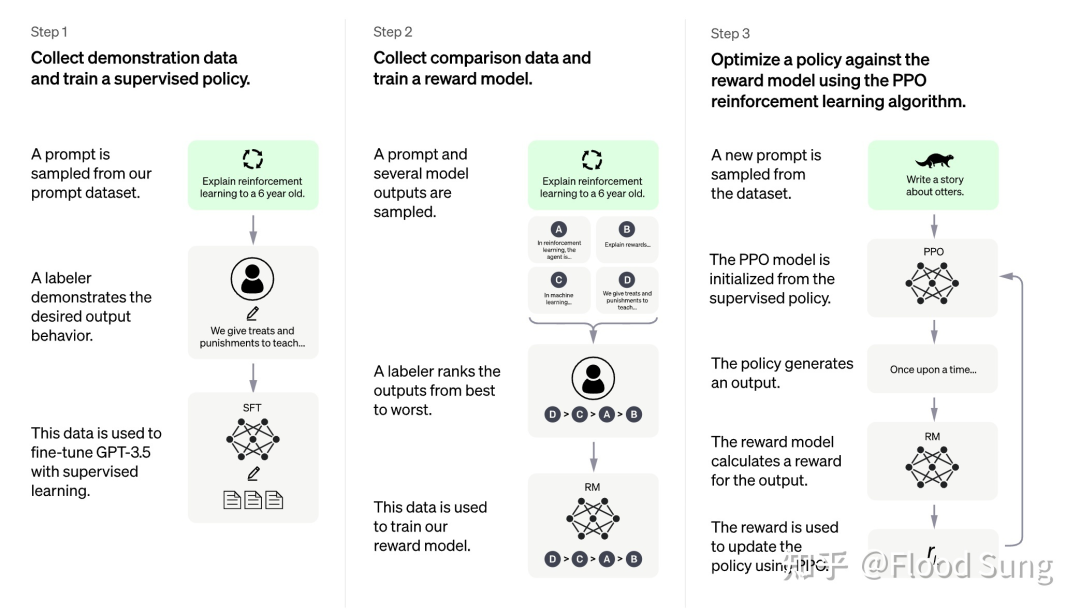 Step 1
Collect demonstration data
and train a supervised policy.
A prompt is
sampled from our
prompt dataset.
Explain reinforcement
learning to a 6 year old.
A labeler
demonstrates the
desired output
behavior.
We give treats and
punishments to teach...
This data is used to
fine-tune GPT-3.5
with supervised
learning.
SFT
Step 2
Collect comparison data and
train a reward model.
A prompt and
several model
outputs are
sampled.
Explain reinforcement
learning to a 6 year old.
A
In reinforcement
learning, the
agent is...
B
Explain rewards...
C
In machine
learning...
D
We give treats and
punishments to
teach...
A labeler ranks the
outputs from best
to worst.
D > C > A > B
This data is used
to train our
reward model.
RM
D > C > A > B
Step 3
Optimize a policy against the
reward model using the PPO
reinforcement learning algorithm.
A new prompt is
sampled from
the dataset.
Write a story
about otters.
The PPO model is
initialized from the
supervised policy.
PPO
The policy generates
an output.
Once upon a time...
The reward model
calculates a reward
for the output.
RM
The reward is used
to update the
policy using PPO.
r
知乎 @Flood Sung